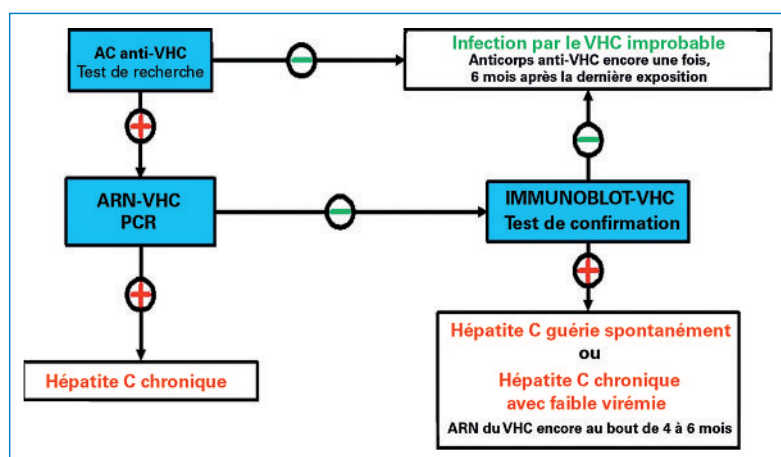 AC anti-VHC
Test de recherche
Infection par le VHC improbable
Anticorps anti-VHC encore une fois,
6 mois après la dernière exposition
ARN-VHC
PCR
IMMUNOBLOT-VHC
Test de confirmation
Hépatite C chronique
Hépatite C guérie spontanément
ou
Hépatite C chronique
avec faible virémie
ARN du VHC encore au bout de 4 à 6 mois